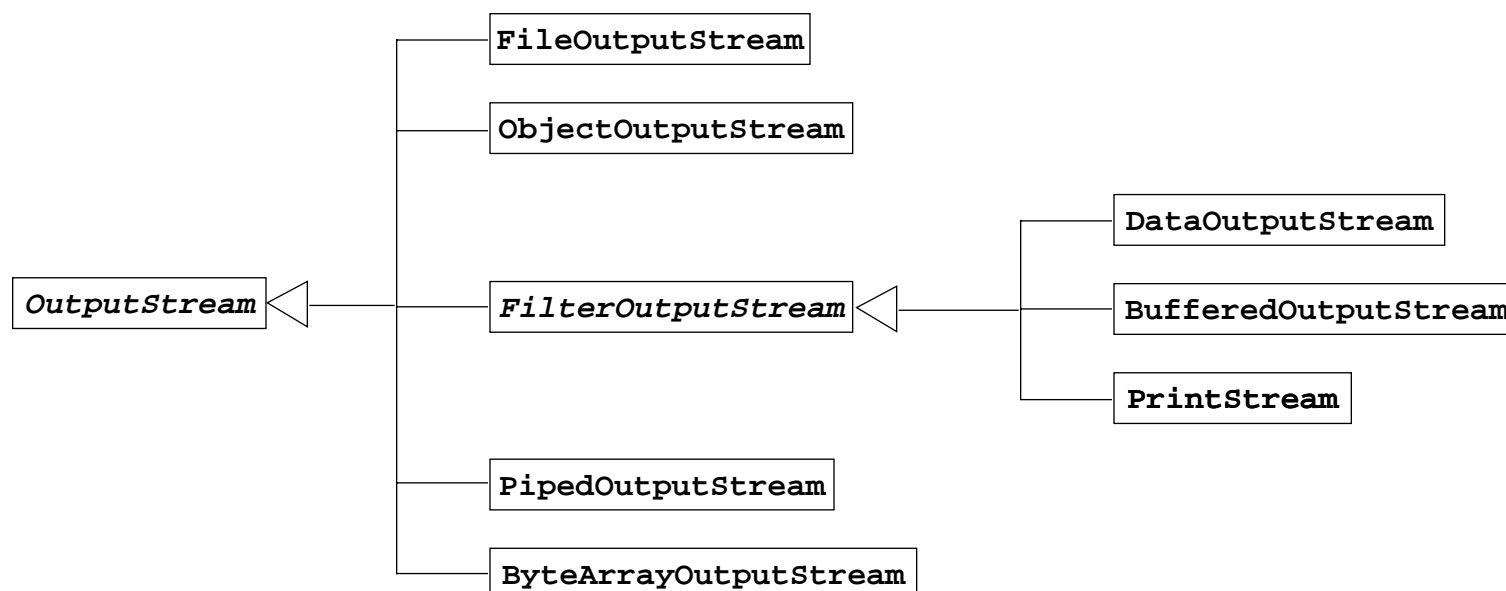 FileOutputStream
ObjectOutputStream
DataOutputStream
OutputStream
FilterOutputStream
BufferedOutputStream
PrintStream
PipedOutputStream
ByteArrayOutputStream